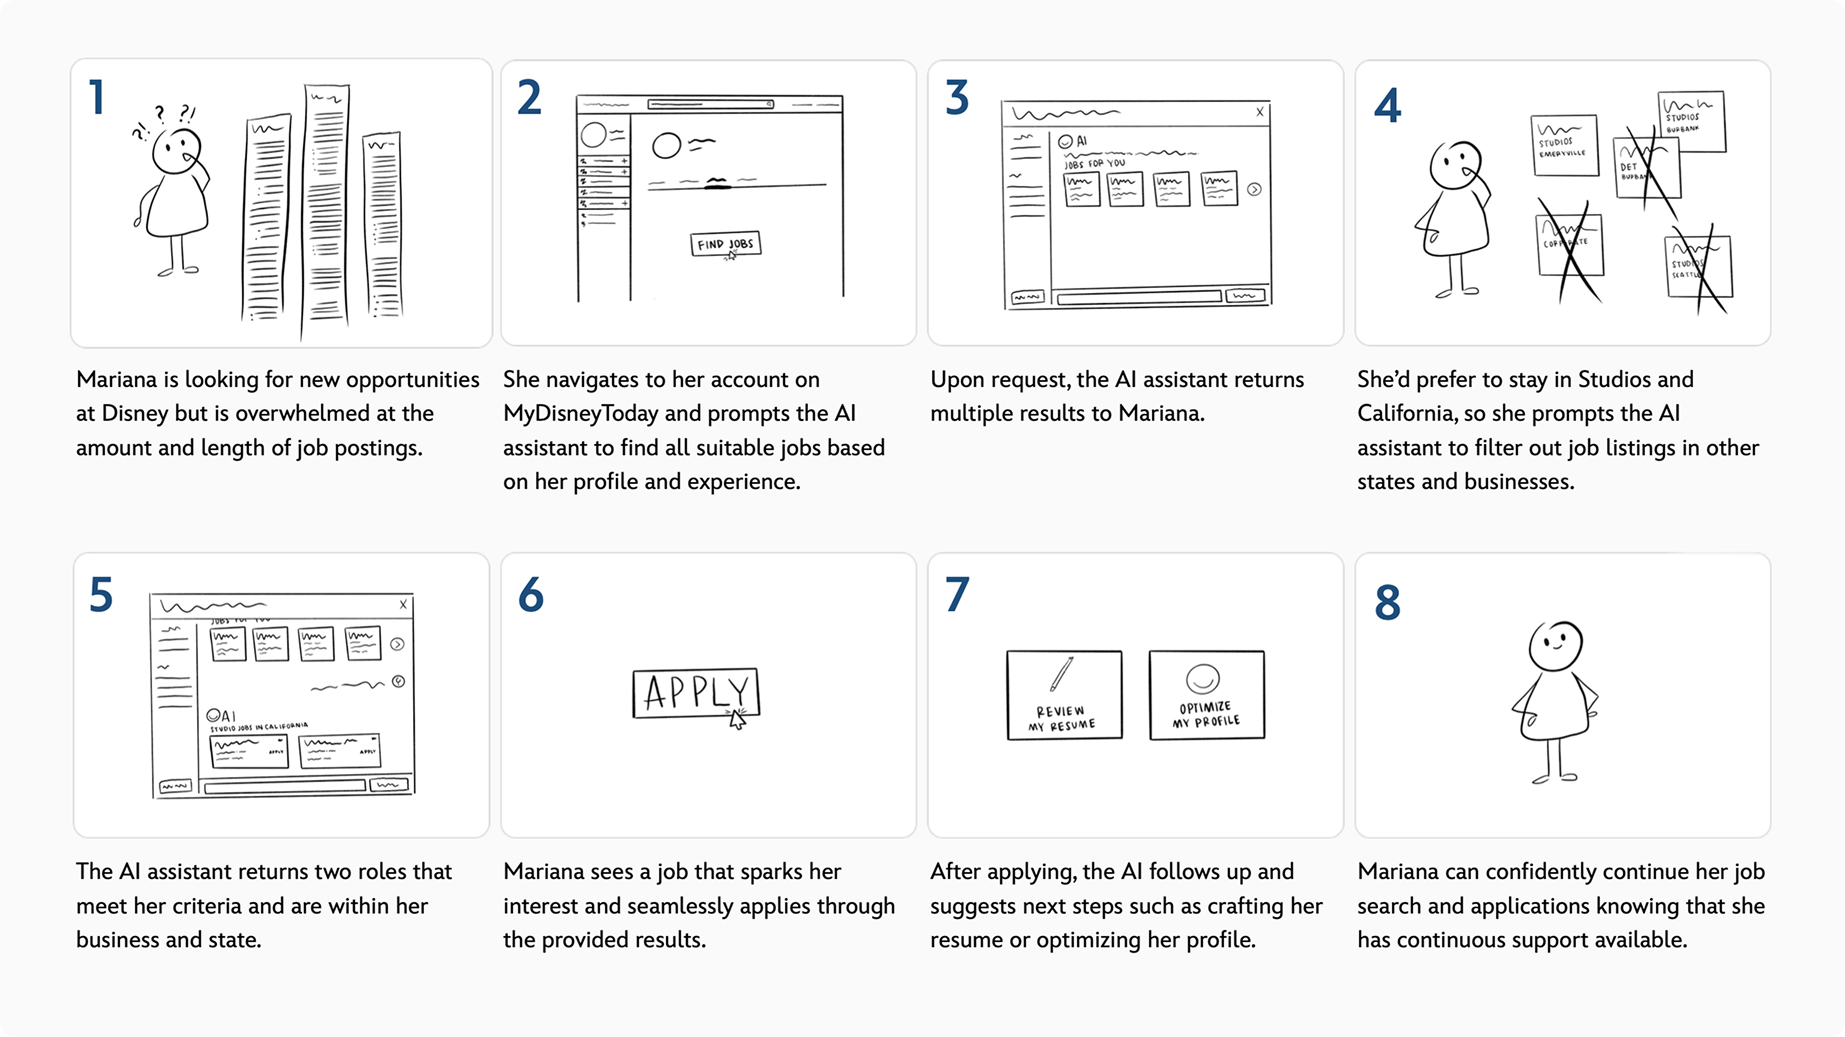 1
?! ? ?!
Mariana is looking for new opportunities
at Disney but is overwhelmed at the
amount and length of job postings.
2
FIND JOBS
She navigates to her account on
MyDisneyToday and prompts the AI
assistant to find all suitable jobs based
on her profile and experience.
3
X
AI
JOBS FOR YOU
Upon request, the AI assistant returns
multiple results to Mariana.
4
STUDIOS
BURBANK
STUDIOS
EMERYVILLE
DET
BURBANK
CORPORATE
STUDIOS
SEATTLE
She’d prefer to stay in Studios and
California, so she prompts the AI
assistant to filter out job listings in other
states and businesses.
5
X
JOBS FOR YOU
AI
STUDIO JOBS IN CALIFORNIA
APPLY
APPLY
The AI assistant returns two roles that
meet her criteria and are within her
business and state.
6
APPLY
Mariana sees a job that sparks her
interest and seamlessly applies through
the provided results.
7
REVIEW
MY RESUME
OPTIMIZE
MY PROFILE
After applying, the AI follows up and
suggests next steps such as crafting her
resume or optimizing her profile.
8
Mariana can confidently continue her job
search and applications knowing that she
has continuous support available.